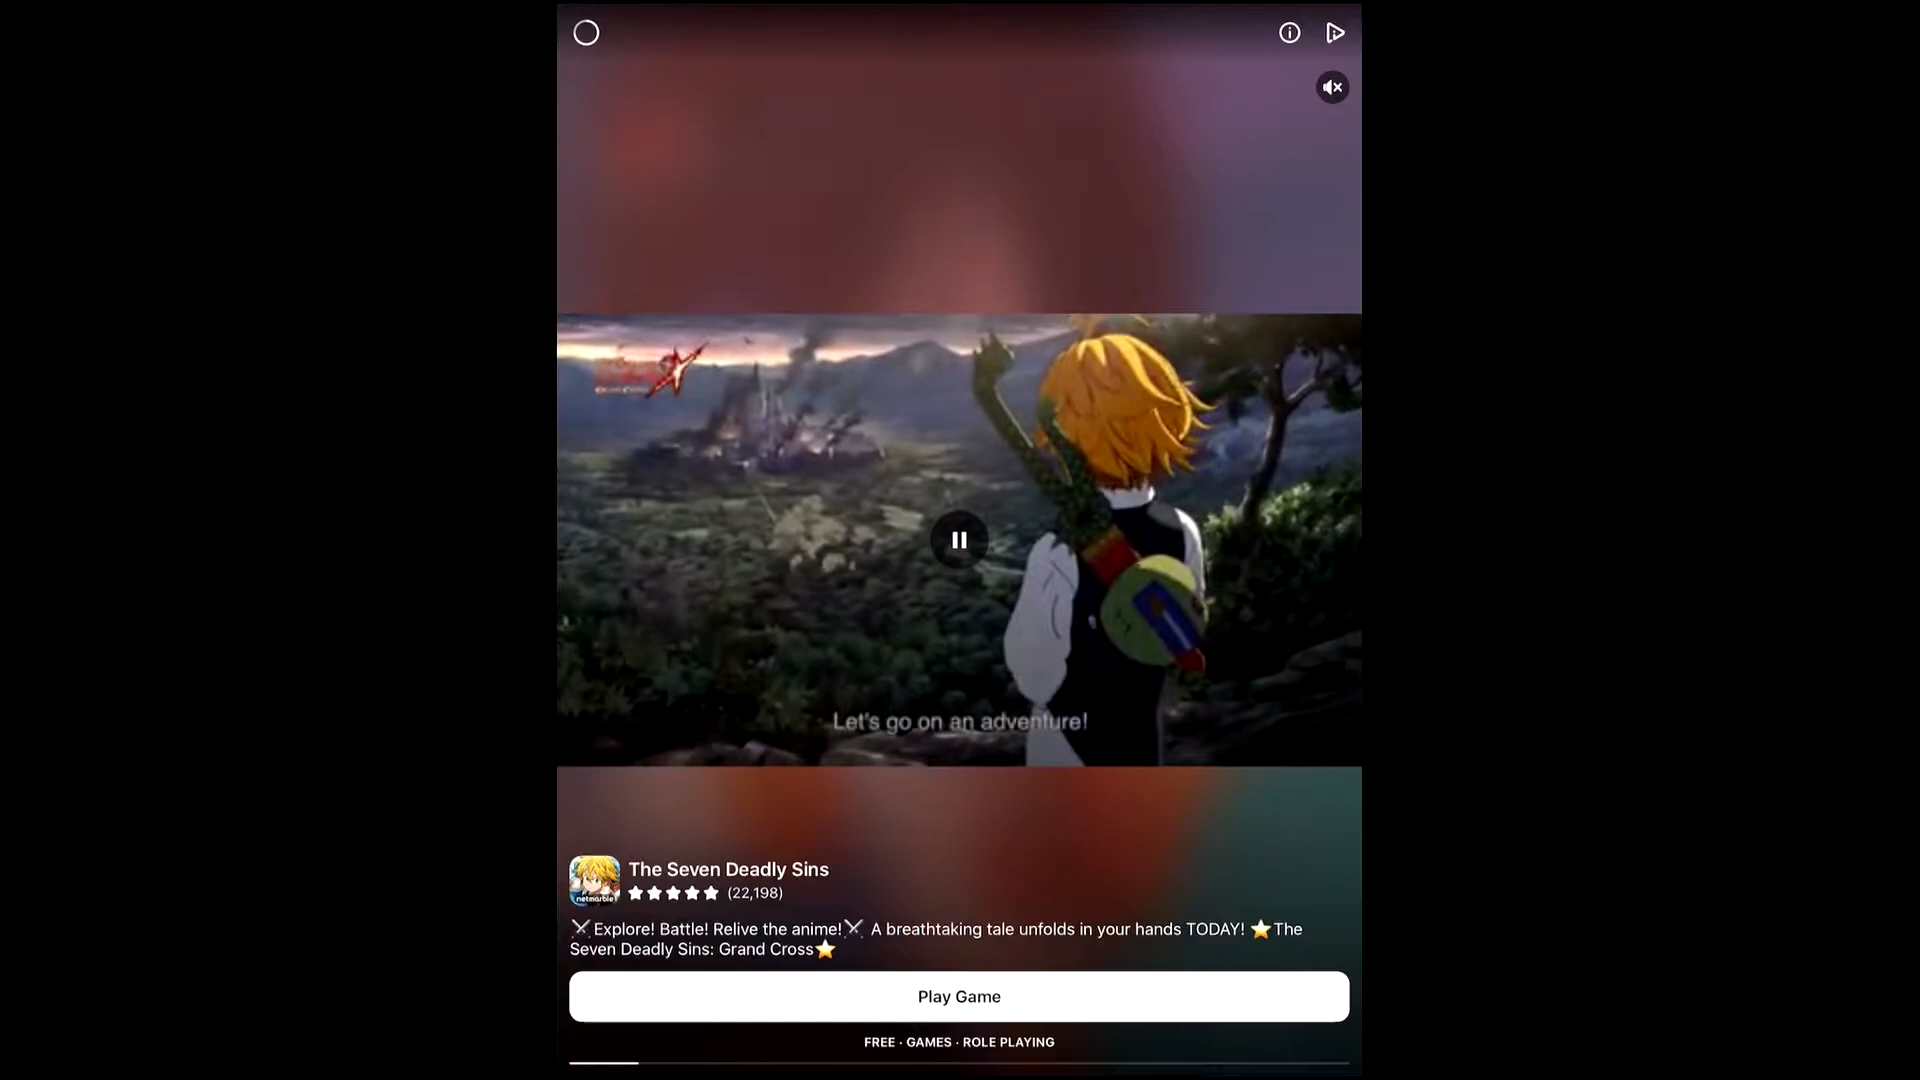 Let's go on an adventure!
netmarble
The Seven Deadly Sins
(22,198)
Explore! Battle! Relive the anime! A breathtaking tale unfolds in your hands TODAY! ⭐The
Seven Deadly Sins: Grand Cross⭐
Play Game
FREE · GAMES · ROLE PLAYING